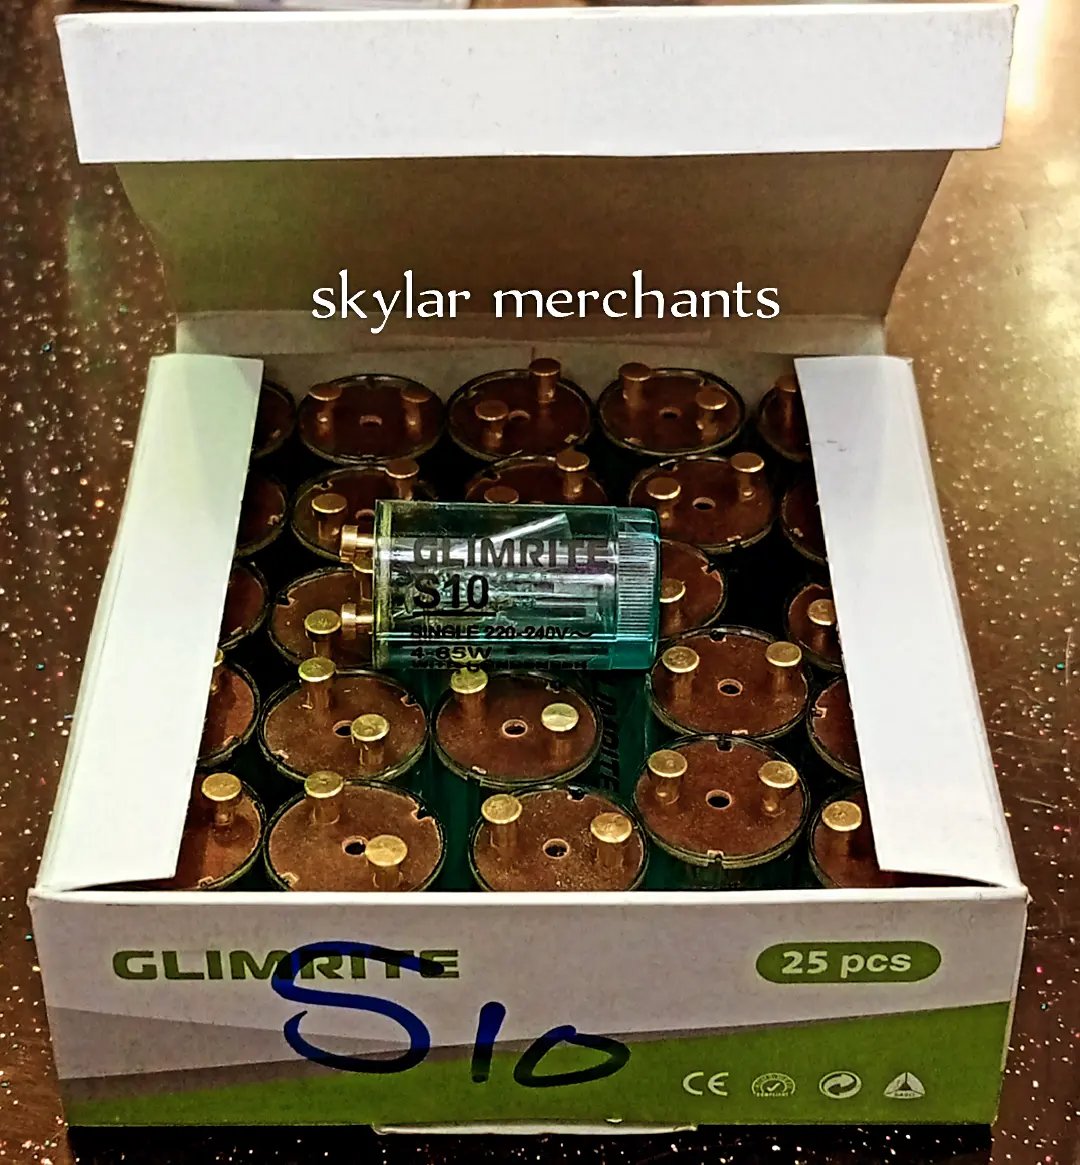 skylar merchants
GLIMRITE
S10
SINGLE 220-240V~
4-65W
GLIMRITE
25 pcs
S10
CE